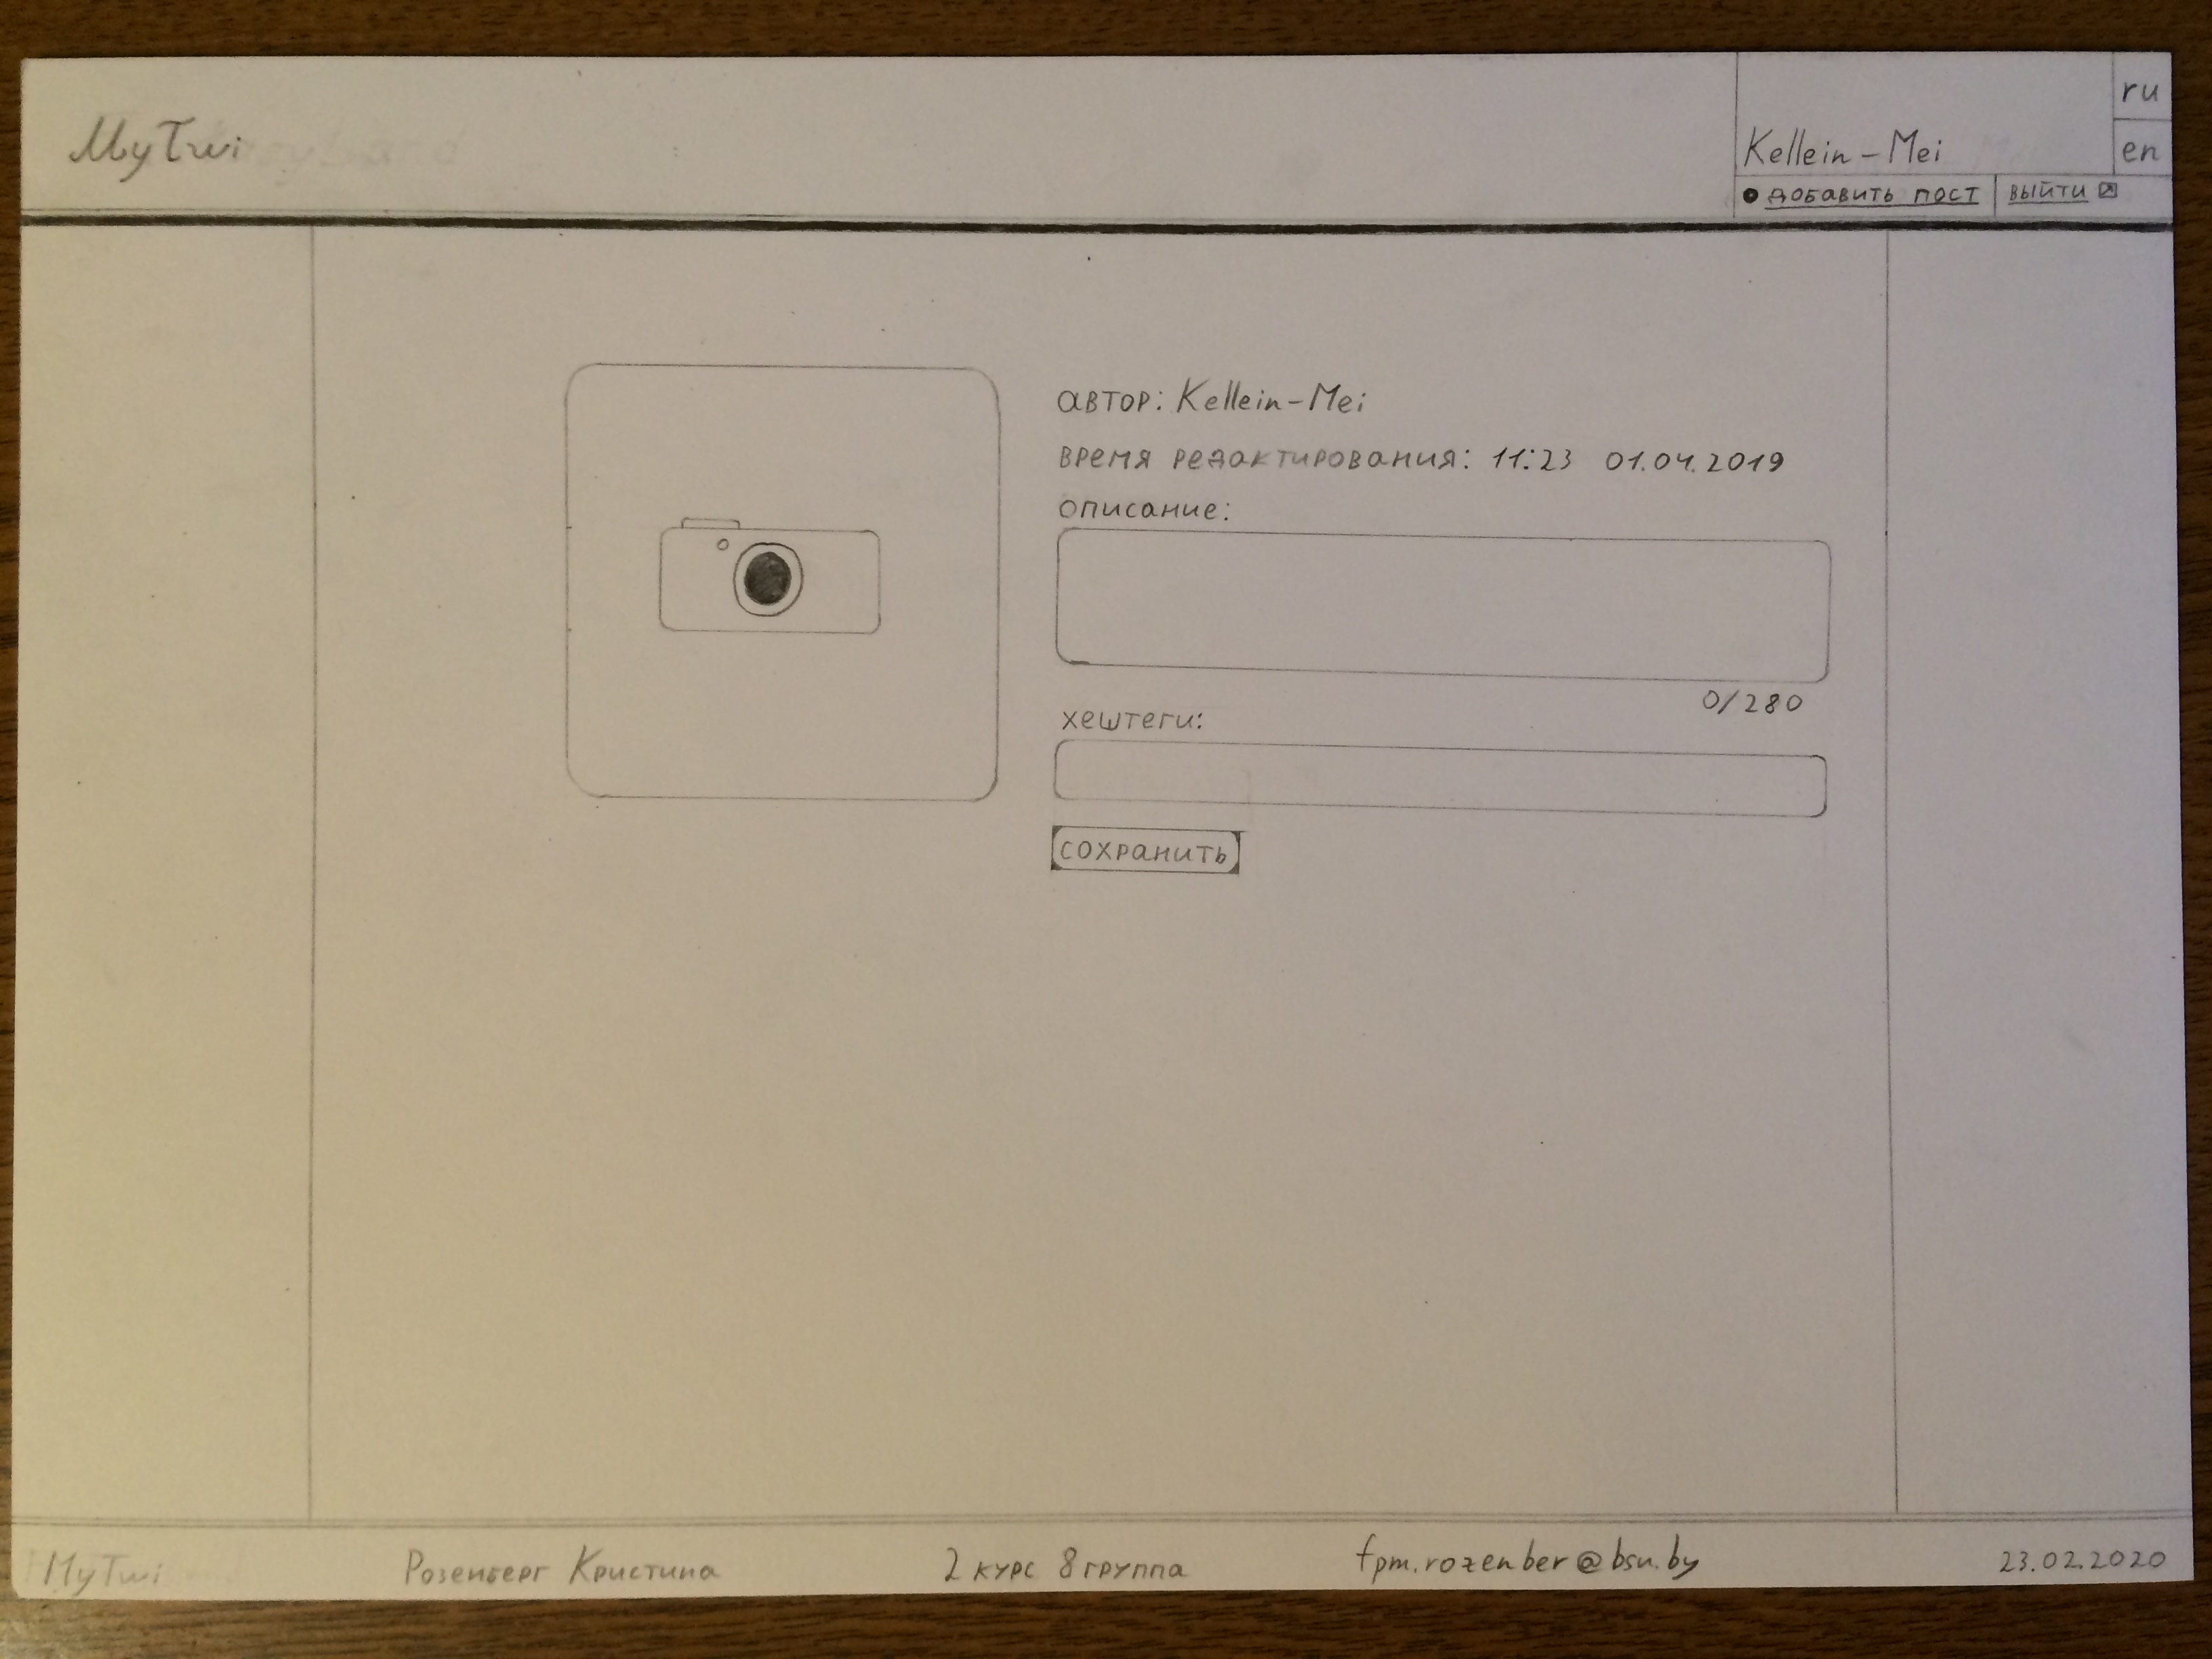 MyTwi
ru
en
Kellein-Mei
добавить пост
выйти
автор: Kellein-Mei
время редактирования: 11:23 01.04.2019
описание:
0/280
хештеги:
сохранить
MyTwi
Розенберг Кристина
2 курс 8 группа
fpm.rozenber@bsu.by
23.02.2020